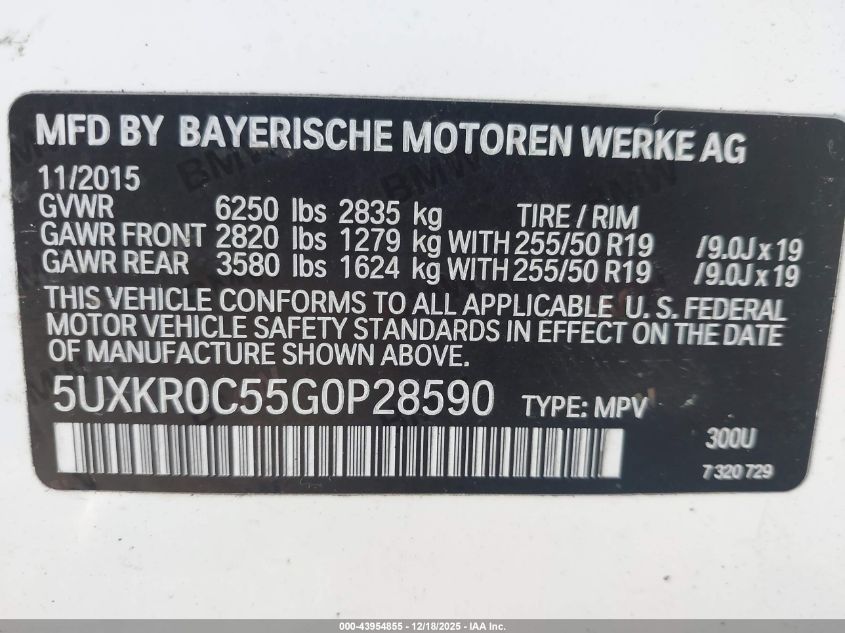 MFD BY BAYERISCHE MOTOREN WERKE AG
11/2015
GVWR 6250 lbs 2835 kg TIRE / RIM
GAWR FRONT 2820 lbs 1279 kg WITH 255/50 R19 /9.0J x 19
GAWR REAR 3580 lbs 1624 kg WITH 255/50 R19 /9.0J x 19
THIS VEHICLE CONFORMS TO ALL APPLICABLE U. S. FEDERAL
MOTOR VEHICLE SAFETY STANDARDS IN EFFECT ON THE DATE
OF MANUFACTURE SHOWN ABOVE.
5UXKR0C55G0P28590 TYPE: MPV
300U
7 320 729
000-43954855 - 12/18/2025 - IAA Inc.